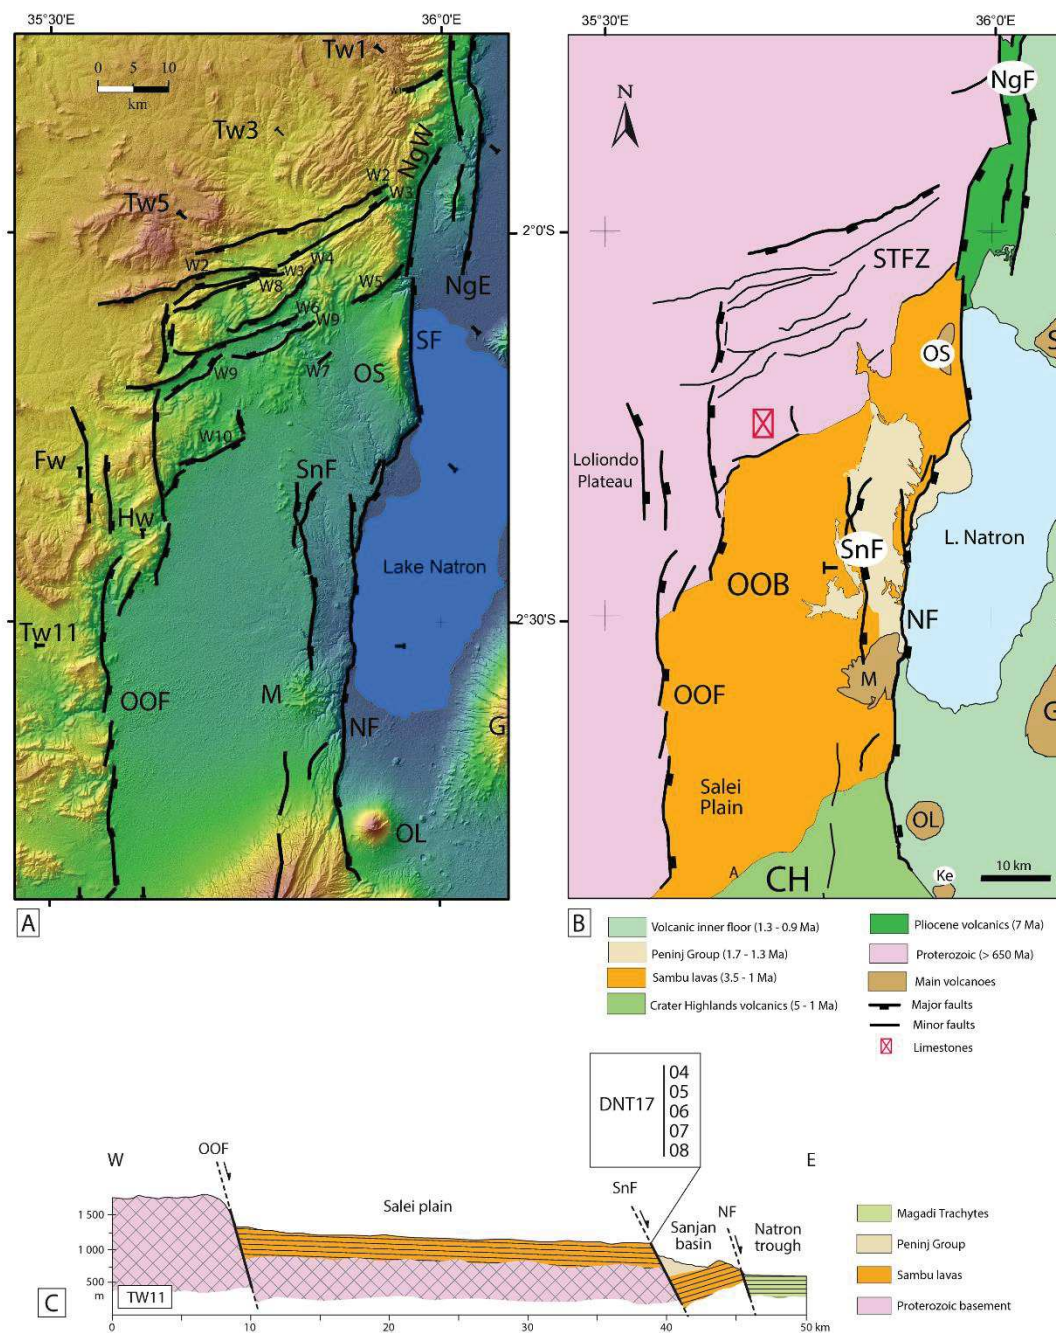 35°30'E
36°0'E
35°30'E
36°0'E
Tw1
0 5 10
km
Tw3
NgW
W2
W3
Tw5
W4
W2
W3
W8
W5
NgE
W6
W9
SF
W7
W9
OS
W10
Fw
SnF
Hw
Lake Natron
Tw11
OOF
M
NF
G
OL
A
2°0'S
2°30'S
NgF
N
STFZ
OS
S
Loliondo
Plateau
L. Natron
SnF
OOB
NF
M
OOF
G
Salei
Plain
OL
A
CH
Ke
10 km
B
Volcanic inner floor (1.3 - 0.9 Ma)
Peninj Group (1.7 - 1.3 Ma)
Sambu lavas (3.5 - 1 Ma)
Crater Highlands volcanics (5 - 1 Ma)
Pliocene volcanics (7 Ma)
Proterozoic (> 650 Ma)
Main volcanoes
Major faults
Minor faults
Limestones
DNT17
04
05
06
07
08
W
OOF
E
SnF
Salei plain
Sanjan
basin
NF
Natron
trough
1 500
1 000
500
m
TW11
C
0 10 20 30 40 50 km
Magadi Trachytes
Peninj Group
Sambu lavas
Proterozoic basement